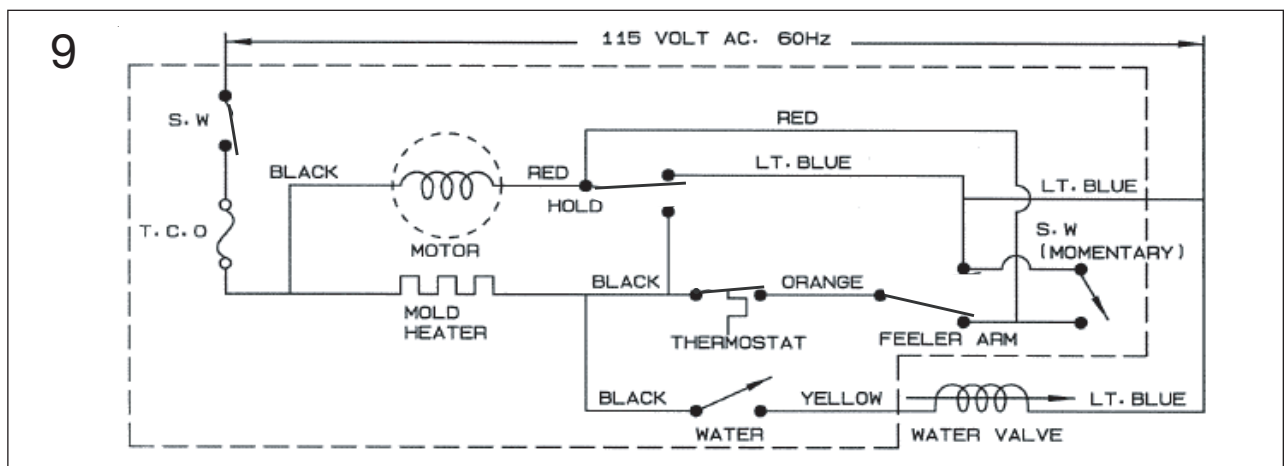 9
115 VOLT AC. 60Hz
S.W
RED
BLACK
RED
LT. BLUE
LT. BLUE
HOLD
S.W
(MOMENTARY)
T.C.O
MOTOR
BLACK
ORANGE
MOLD
HEATER
THERMOSTAT
FEELER ARM
BLACK
YELLOW
LT. BLUE
WATER
WATER VALVE